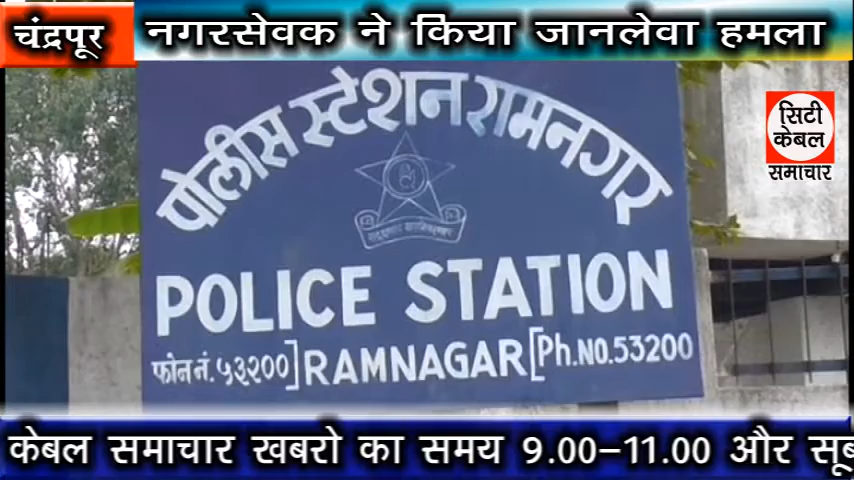 चंद्रपूर
नगरसेवक ने किया जानलेवा हमला
सिटी
केबल
समाचार
पोलीस स्टेशन रामनगर
POLICE STATION
फोन नं. ५३२००] RAMNAGAR [Ph.NO.53200
केबल समाचार खबरो का समय 9.00-11.00 और